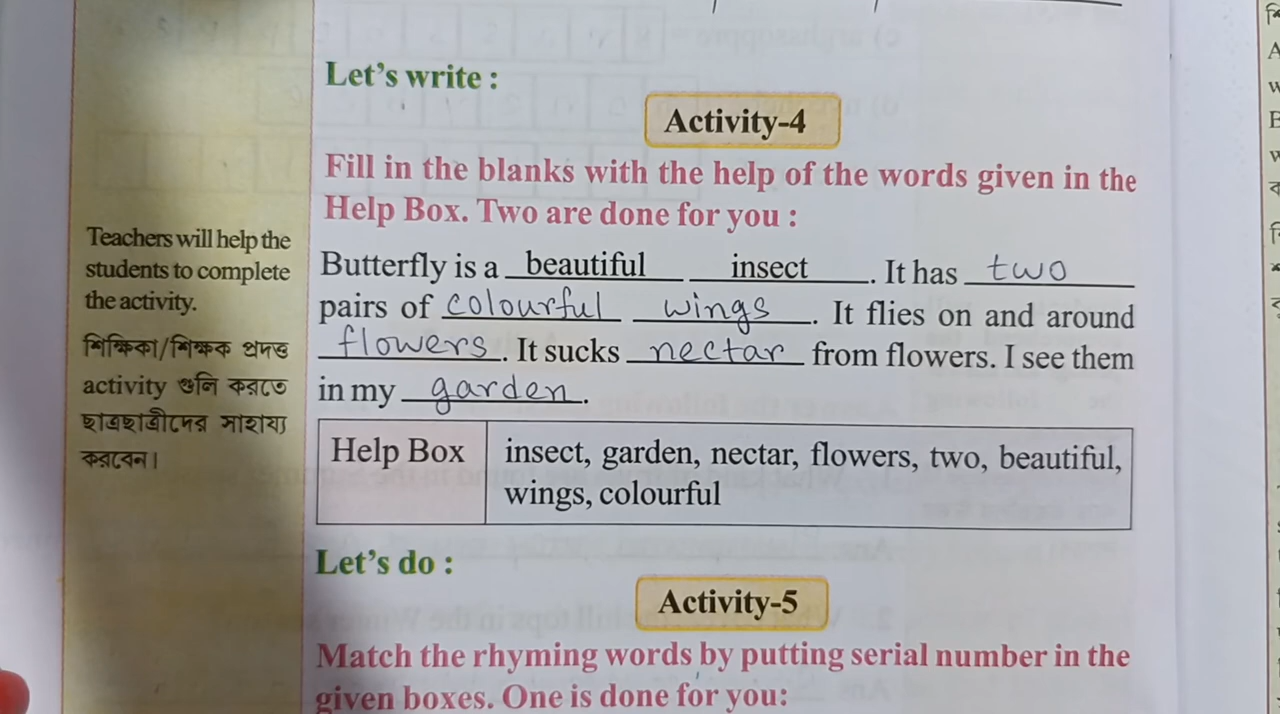 Let's write :
Activity-4
Fill in the blanks with the help of the words given in the
Help Box. Two are done for you :
Teachers will help the
students to complete
the activity.
শিক্ষিকা/শিক্ষক প্রদত্ত
activity গুলি করতে
ছাত্রছাত্রীদের সাহায্য
করবেন।
Butterfly is a beautiful insect. It has two
pairs of colourful wings. It flies on and around
flowers. It sucks nectar from flowers. I see them
in my garden.
Help Box insect, garden, nectar, flowers, two, beautiful,
wings, colourful
Let's do :
Activity-5
Match the rhyming words by putting serial number in the
given boxes. One is done for you: